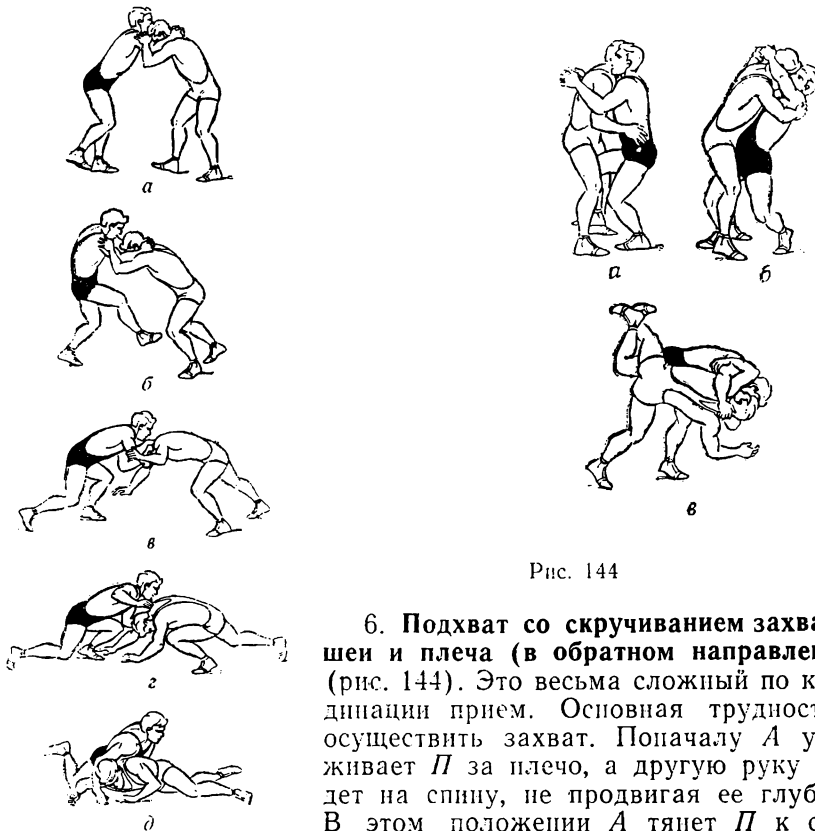 а
б
в
г
д
а б
в
Рис. 144
6. Подхват со скручиванием захва
шеи и плеча (в обратном направлен
(рис. 144). Это весьма сложный по к
динации прием. Основная трудност
осуществить захват. Поначалу А у
живает П за плечо, а другую руку
дет на спину, не продвигая ее глуб
В этом положении А тянет П к с